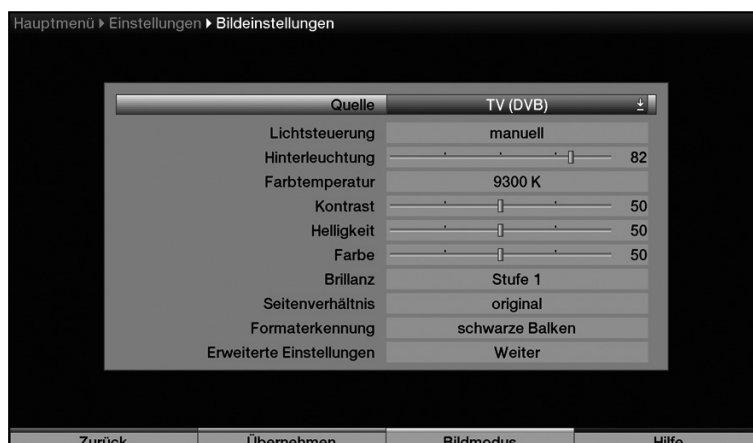 Hauptmenü ▸ Einstellungen ▸ Bildeinstellungen
Quelle TV (DVB)
Lichtsteuerung manuell
Hinterleuchtung 82
Farbtemperatur 9300 K
Kontrast 50
Helligkeit 50
Farbe 50
Brillanz Stufe 1
Seitenverhältnis original
Formaterkennung schwarze Balken
Erweiterte Einstellungen Weiter
Zurück Übernehmen Bildmodus Hilfe